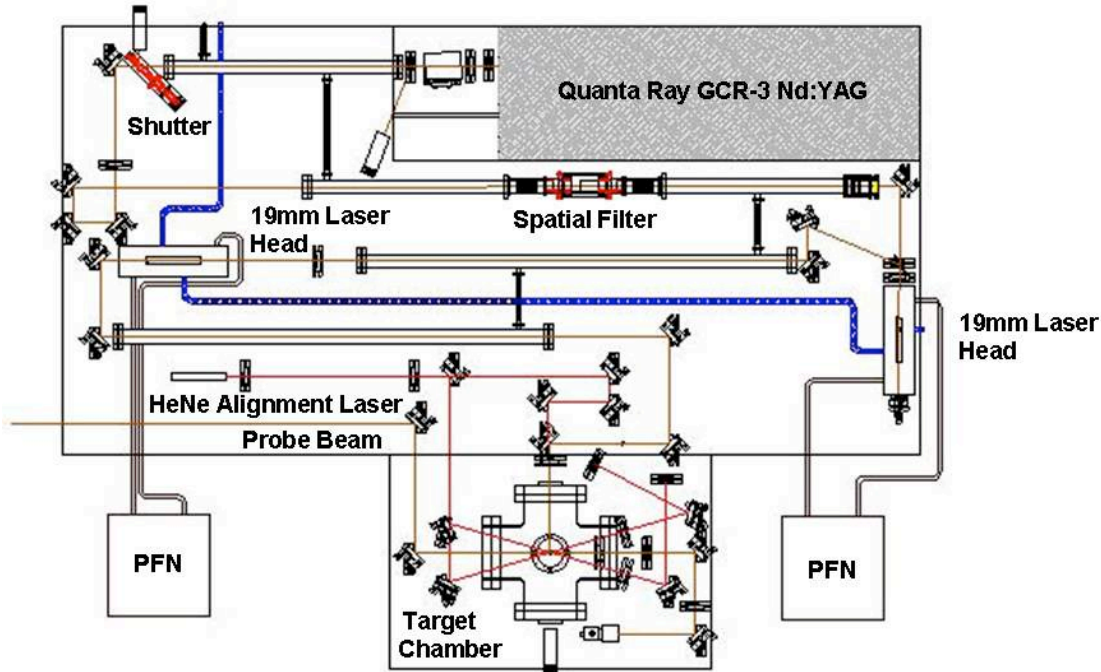 Quanta Ray GCR-3 Nd:YAG
Shutter
19mm Laser
Head
Spatial Filter
19mm Laser
Head
HeNe Alignment Laser
Probe Beam
PFN
PFN
Target
Chamber